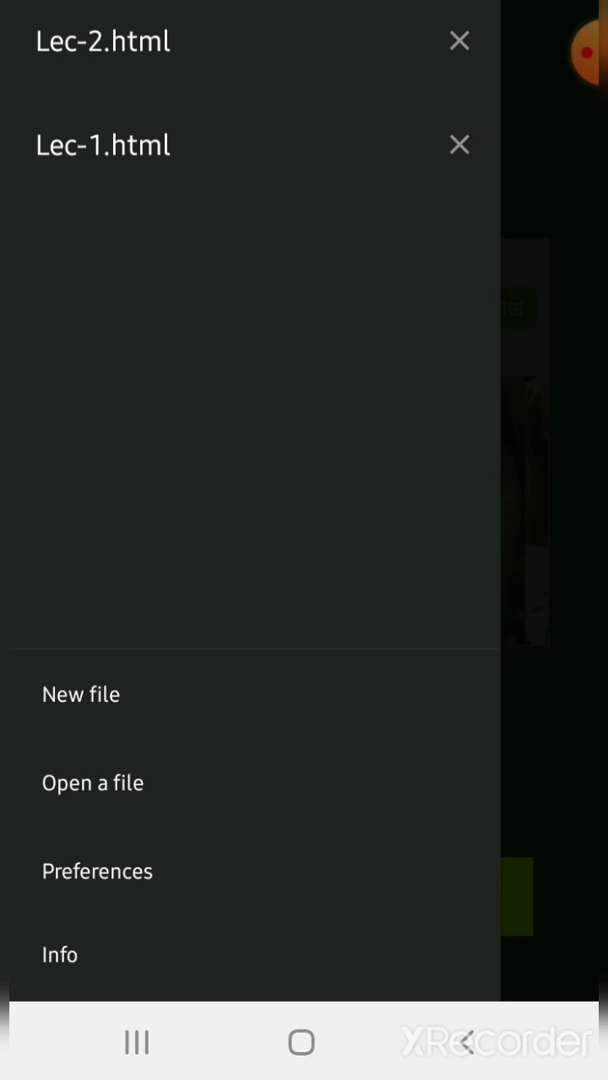 Lec-2.html
Lec-1.html
New file
Open a file
Preferences
Info
XRecorder